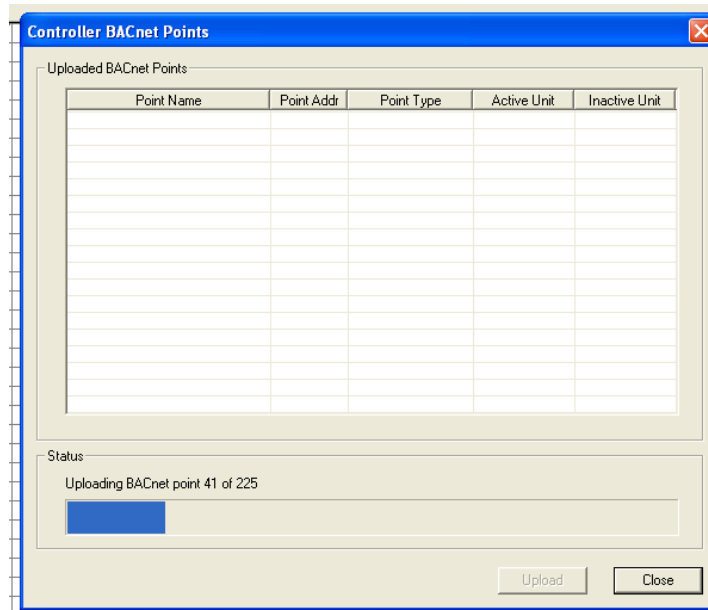 Controller BACnet Points
Uploaded BACnet Points
Point Name Point Addr Point Type Active Unit Inactive Unit
Status
Uploading BACnet point 41 of 225
Upload Close